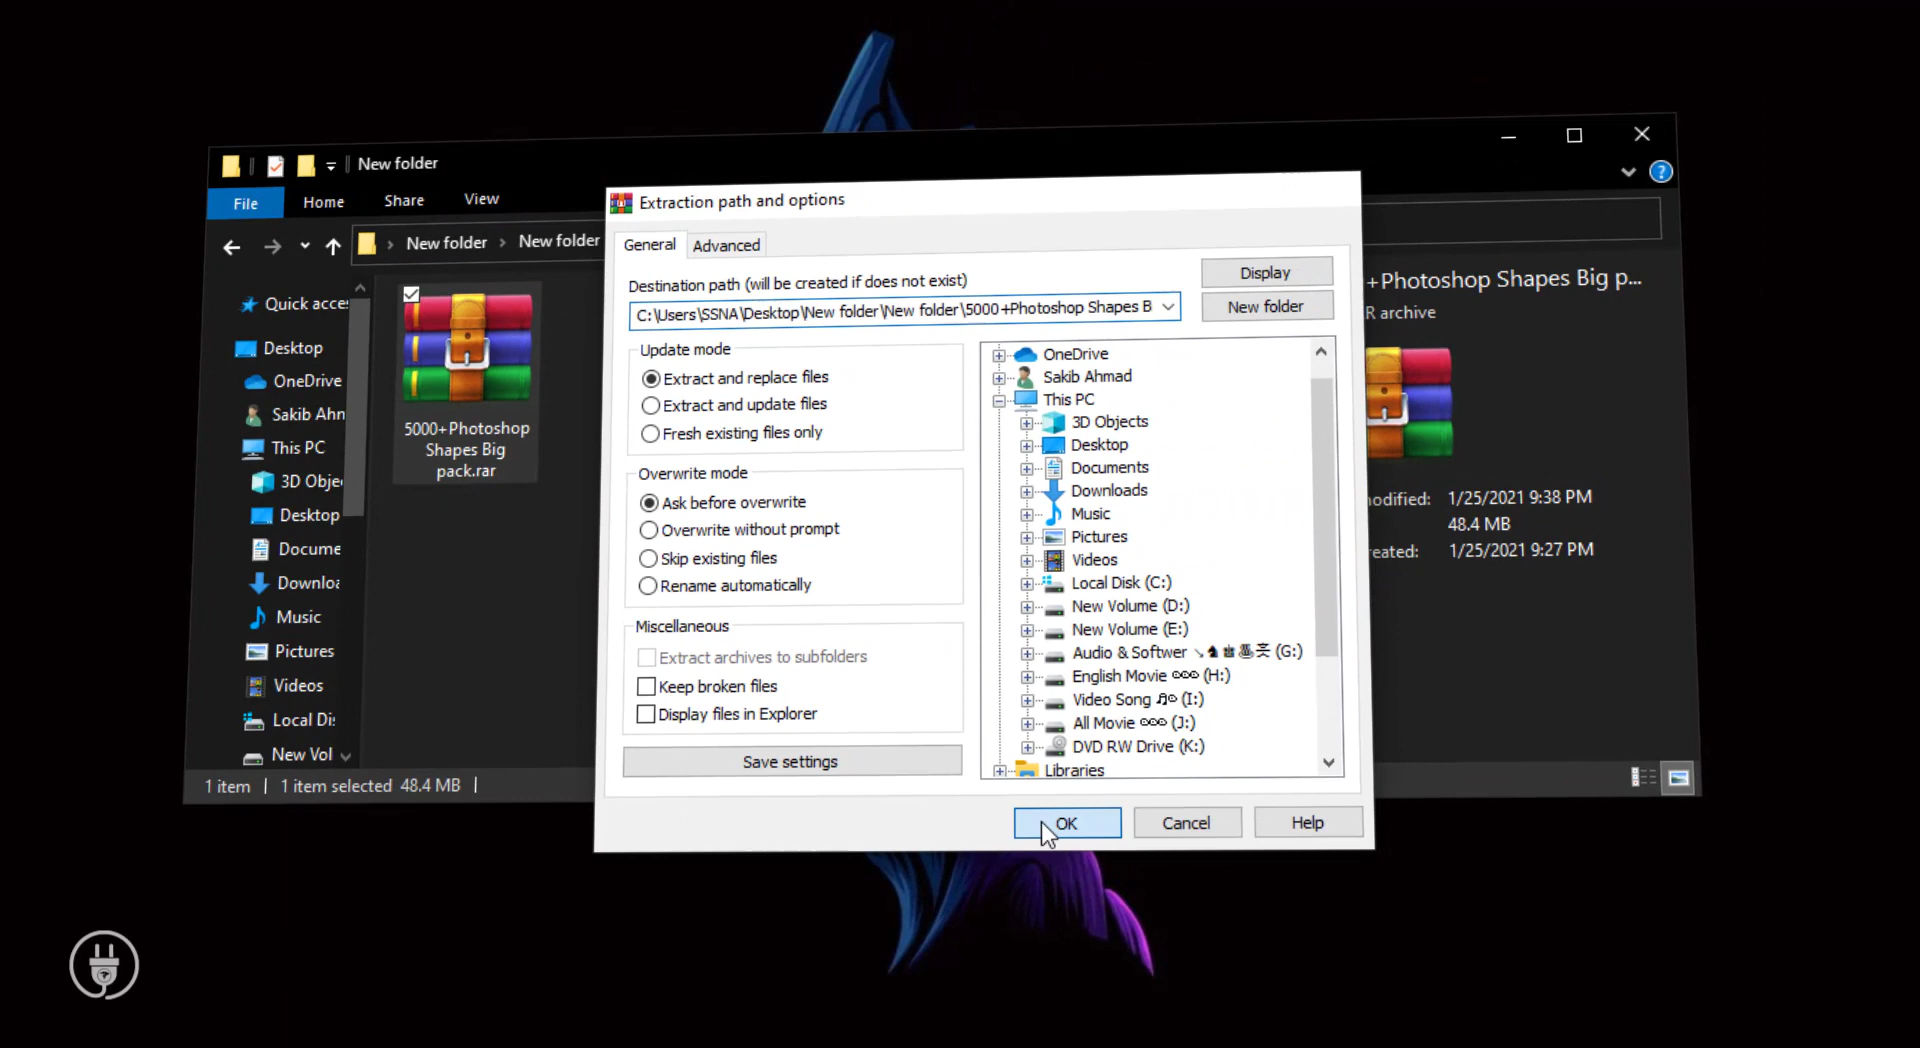 New folder
File
Home
Share
View
New folder
New folder
Quick acces
Desktop
OneDrive
Sakib Ahm
This PC
3D Obje
Desktop
Docume
Downloa
Music
Pictures
Videos
Local Dis
New Vol
1 item
1 item selected 48.4 MB
5000+Photoshop
Shapes Big
pack.rar
Extraction path and options
General
Advanced
Destination path (will be created if does not exist)
C:\Users\SSNA\Desktop\New folder\New folder\5000+Photoshop Shapes B
Display
New folder
Update mode
Extract and replace files
Extract and update files
Fresh existing files only
Overwrite mode
Ask before overwrite
Overwrite without prompt
Skip existing files
Rename automatically
Miscellaneous
Extract archives to subfolders
Keep broken files
Display files in Explorer
Save settings
OneDrive
Sakib Ahmad
This PC
3D Objects
Desktop
Documents
Downloads
Music
Pictures
Videos
Local Disk (C:)
New Volume (D:)
New Volume (E:)
Audio & Softwer (G:)
English Movie (H:)
Video Song (I:)
All Movie (J:)
DVD RW Drive (K:)
Libraries
OK
Cancel
Help
+Photoshop Shapes Big p...
R archive
odified: 1/25/2021 9:38 PM
48.4 MB
reated: 1/25/2021 9:27 PM